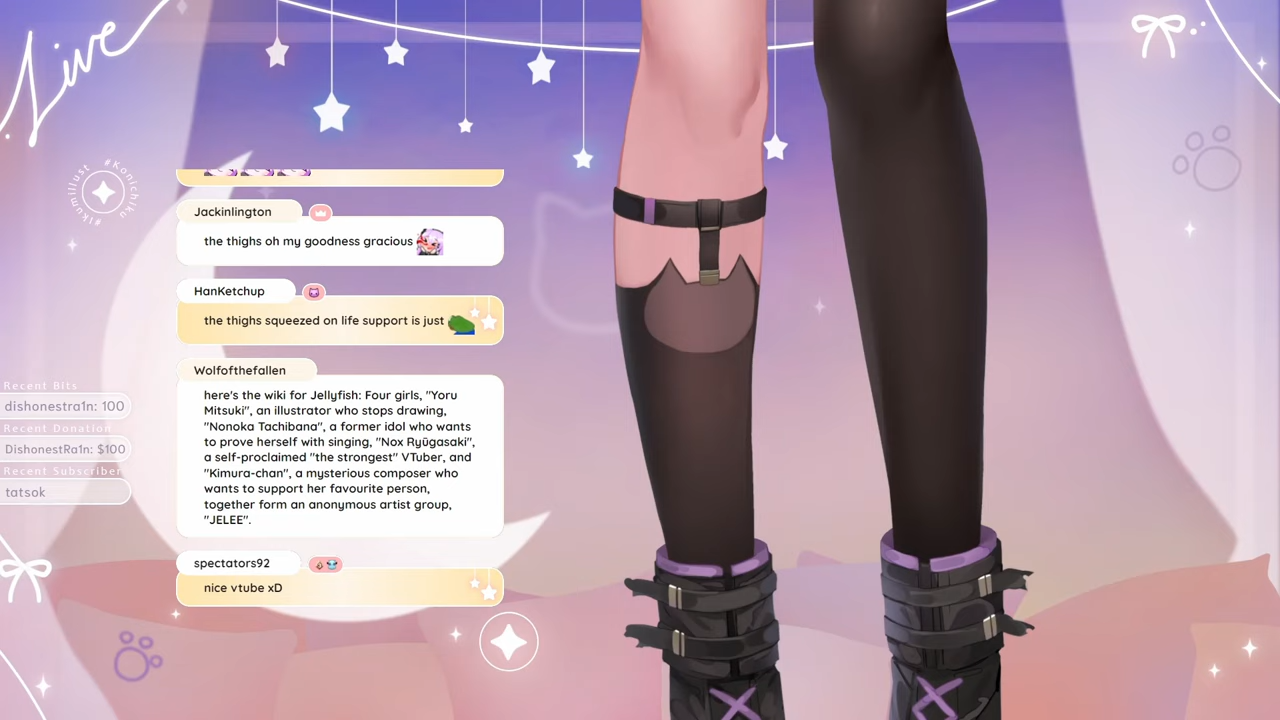 Live
#Konichiku
#Ikumillust
Jackinlington
the thighs oh my goodness gracious
HanKetchup
the thighs squeezed on life support is just
Wolfofthefallen
here's the wiki for Jellyfish: Four girls, "Yoru
Mitsuki", an illustrator who stops drawing,
"Nonoka Tachibana", a former idol who wants
to prove herself with singing, "Nox Ryūgasaki",
a self-proclaimed "the strongest" VTuber, and
"Kimura-chan", a mysterious composer who
wants to support her favourite person,
together form an anonymous artist group,
"JELEE".
spectators92
nice vtube xD
Recent Bits
dishonestra1n: 100
Recent Donation
DishonestRa1n: $100
Recent Subscriber
tatsok